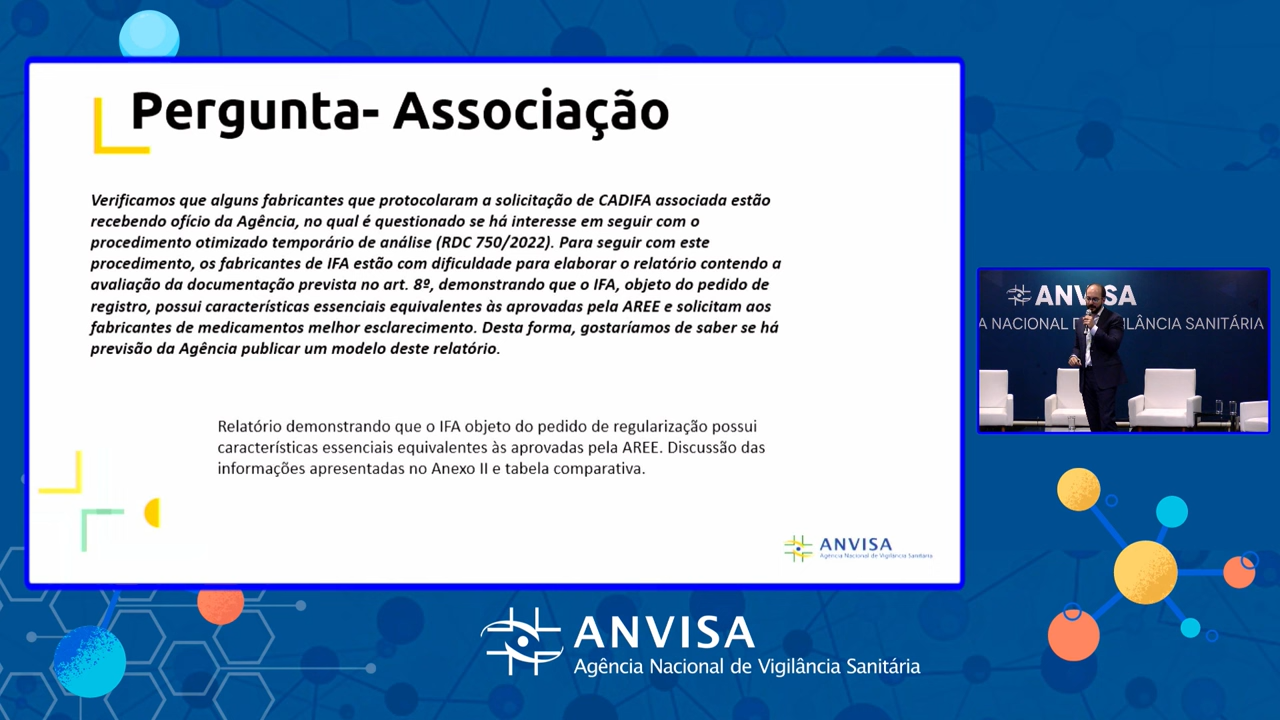 Pergunta- Associação
Verificamos que alguns fabricantes que protocolaram a solicitação de CADIFA associada estão
recebendo ofício da Agência, no qual é questionado se há interesse em seguir com o
procedimento otimizado temporário de análise (RDC 750/2022). Para seguir com este
procedimento, os fabricantes de IFA estão com dificuldade para elaborar o relatório contendo a
avaliação da documentação prevista no art. 8º, demonstrando que o IFA, objeto do pedido de
registro, possui características essenciais equivalentes às aprovadas pela AREE e solicitam aos
fabricantes de medicamentos melhor esclarecimento. Desta forma, gostaríamos de saber se há
previsão da Agência publicar um modelo deste relatório.
Relatório demonstrando que o IFA objeto do pedido de regularização possui
características essenciais equivalentes às aprovadas pela AREE. Discussão das
informações apresentadas no Anexo II e tabela comparativa.
ANVISA
Agência Nacional de Vigilância Sanitária
ANVISA
A NACIONAL DE VIGILÂNCIA SANITÁRIA
ANVISA
Agência Nacional de Vigilância Sanitária